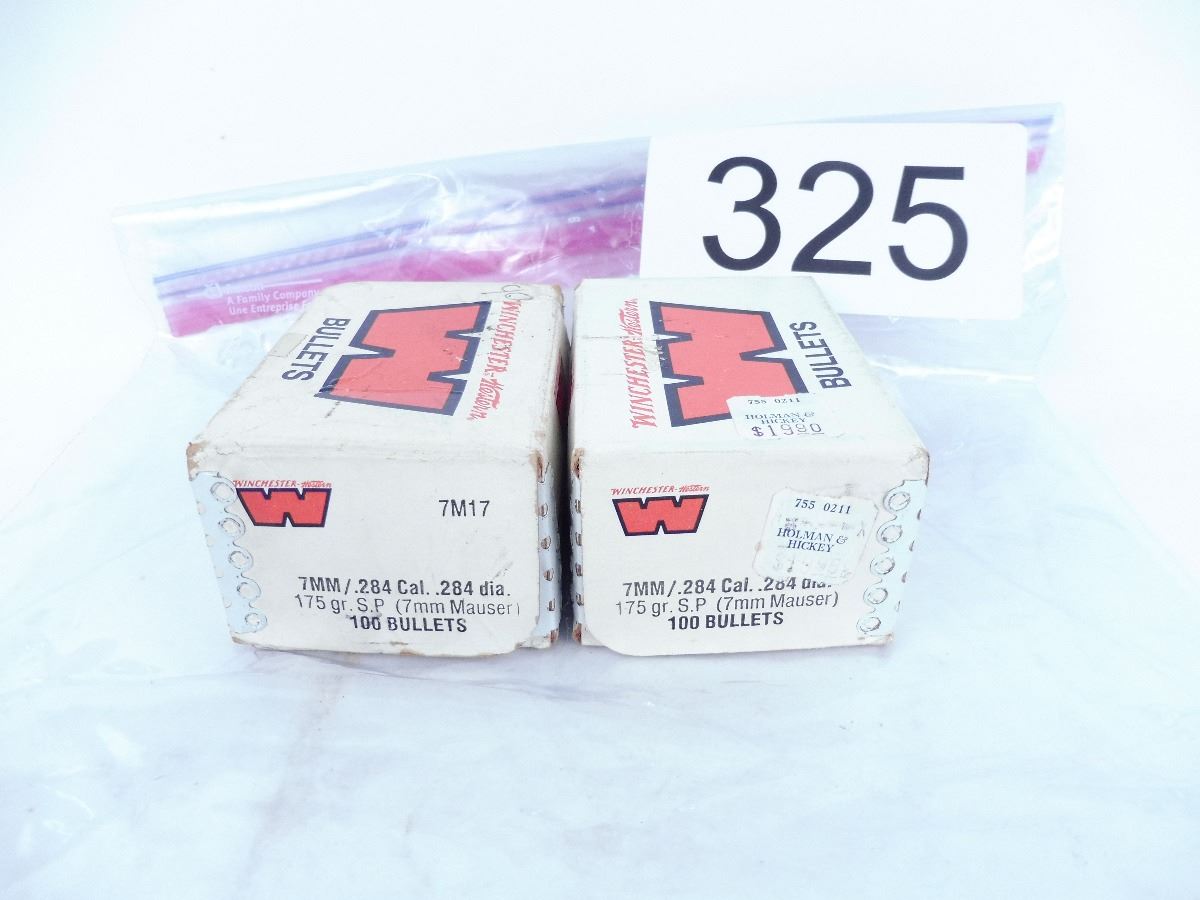 325
A Family Company
Une Entreprise
WINCHESTER-Western
W
BULLETS
WINCHESTER-Western
W
BULLETS
755 0211
HOLMAN &
HICKEY
$19.90
WINCHESTER-Western
W
7M17
7MM/.284 Cal. .284 dia.
175 gr. S.P (7mm Mauser)
100 BULLETS
WINCHESTER-Western
W
755 0211
HOLMAN &
HICKEY
7MM/.284 Cal. .284 dia.
175 gr. S.P (7mm Mauser)
100 BULLETS